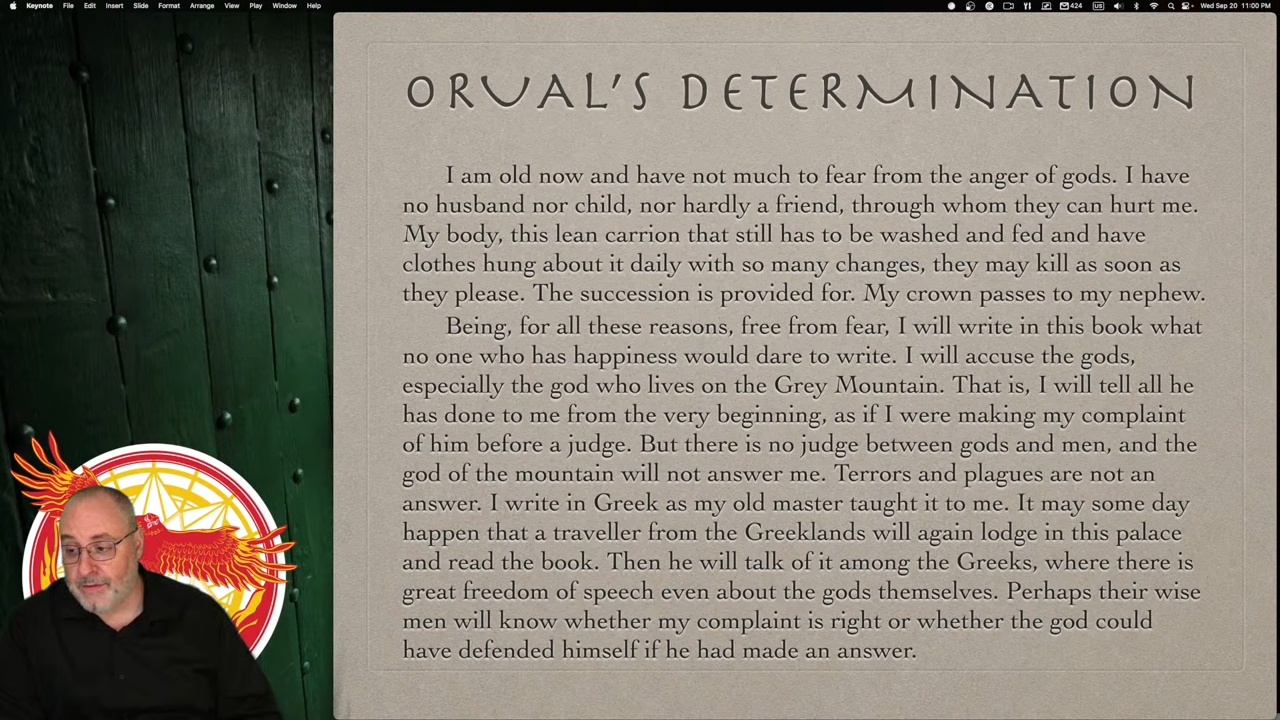 Keynote File Edit Insert Slide Format Arrange View Play Window Help 424 US Wed Sep 20 11:00 PM
ORUAL'S DETERMINATION
I am old now and have not much to fear from the anger of gods. I have
no husband nor child, nor hardly a friend, through whom they can hurt me.
My body, this lean carrion that still has to be washed and fed and have
clothes hung about it daily with so many changes, they may kill as soon as
they please. The succession is provided for. My crown passes to my nephew.
Being, for all these reasons, free from fear, I will write in this book what
no one who has happiness would dare to write. I will accuse the gods,
especially the god who lives on the Grey Mountain. That is, I will tell all he
has done to me from the very beginning, as if I were making my complaint
of him before a judge. But there is no judge between gods and men, and the
god of the mountain will not answer me. Terrors and plagues are not an
answer. I write in Greek as my old master taught it to me. It may some day
happen that a traveller from the Greeklands will again lodge in this palace
and read the book. Then he will talk of it among the Greeks, where there is
great freedom of speech even about the gods themselves. Perhaps their wise
men will know whether my complaint is right or whether the god could
have defended himself if he had made an answer.